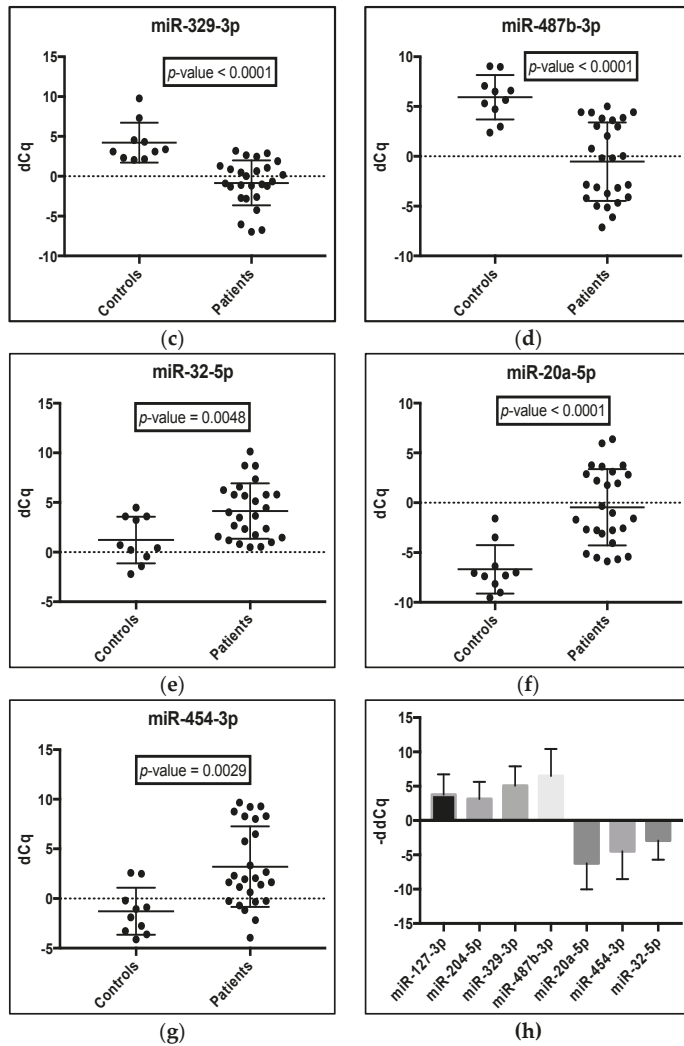 miR-329-3p
p-value < 0.0001
dCq
15
10
5
0
-5
-10
Controls
Patients
(c)
miR-487b-3p
p-value < 0.0001
dCq
10
5
0
-5
-10
Controls
Patients
(d)
miR-32-5p
p-value = 0.0048
dCq
15
10
5
0
-5
Controls
Patients
(e)
miR-20a-5p
p-value < 0.0001
dCq
10
5
0
-5
-10
Controls
Patients
(f)
miR-454-3p
p-value = 0.0029
dCq
15
10
5
0
-5
Controls
Patients
(g)
-ddCq
15
10
5
0
-5
-10
-15
miR-127-3p
miR-204-5p
miR-329-3p
miR-487b-3p
miR-20a-5p
miR-454-3p
miR-32-5p
(h)